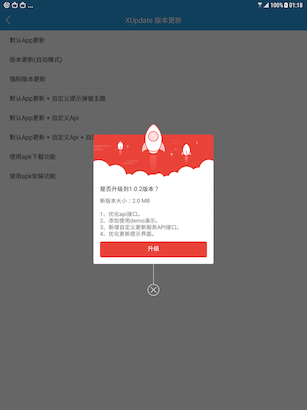 100% 01:18
XUpdate 版本更新
默认App更新
版本更新(自动模式)
强制版本更新
默认App更新 + 自定义提示弹窗主题
默认App更新 + 自定义Api
默认App更新 + 自定义Api + 自定
使用apk下载功能
使用apk安装功能
是否升级到1.0.2版本？
新版本大小：2.0 MB
1、优化api接口。
2、添加使用demo演示。
3、新增自定义更新服务API接口。
4、优化更新提示界面。
升级